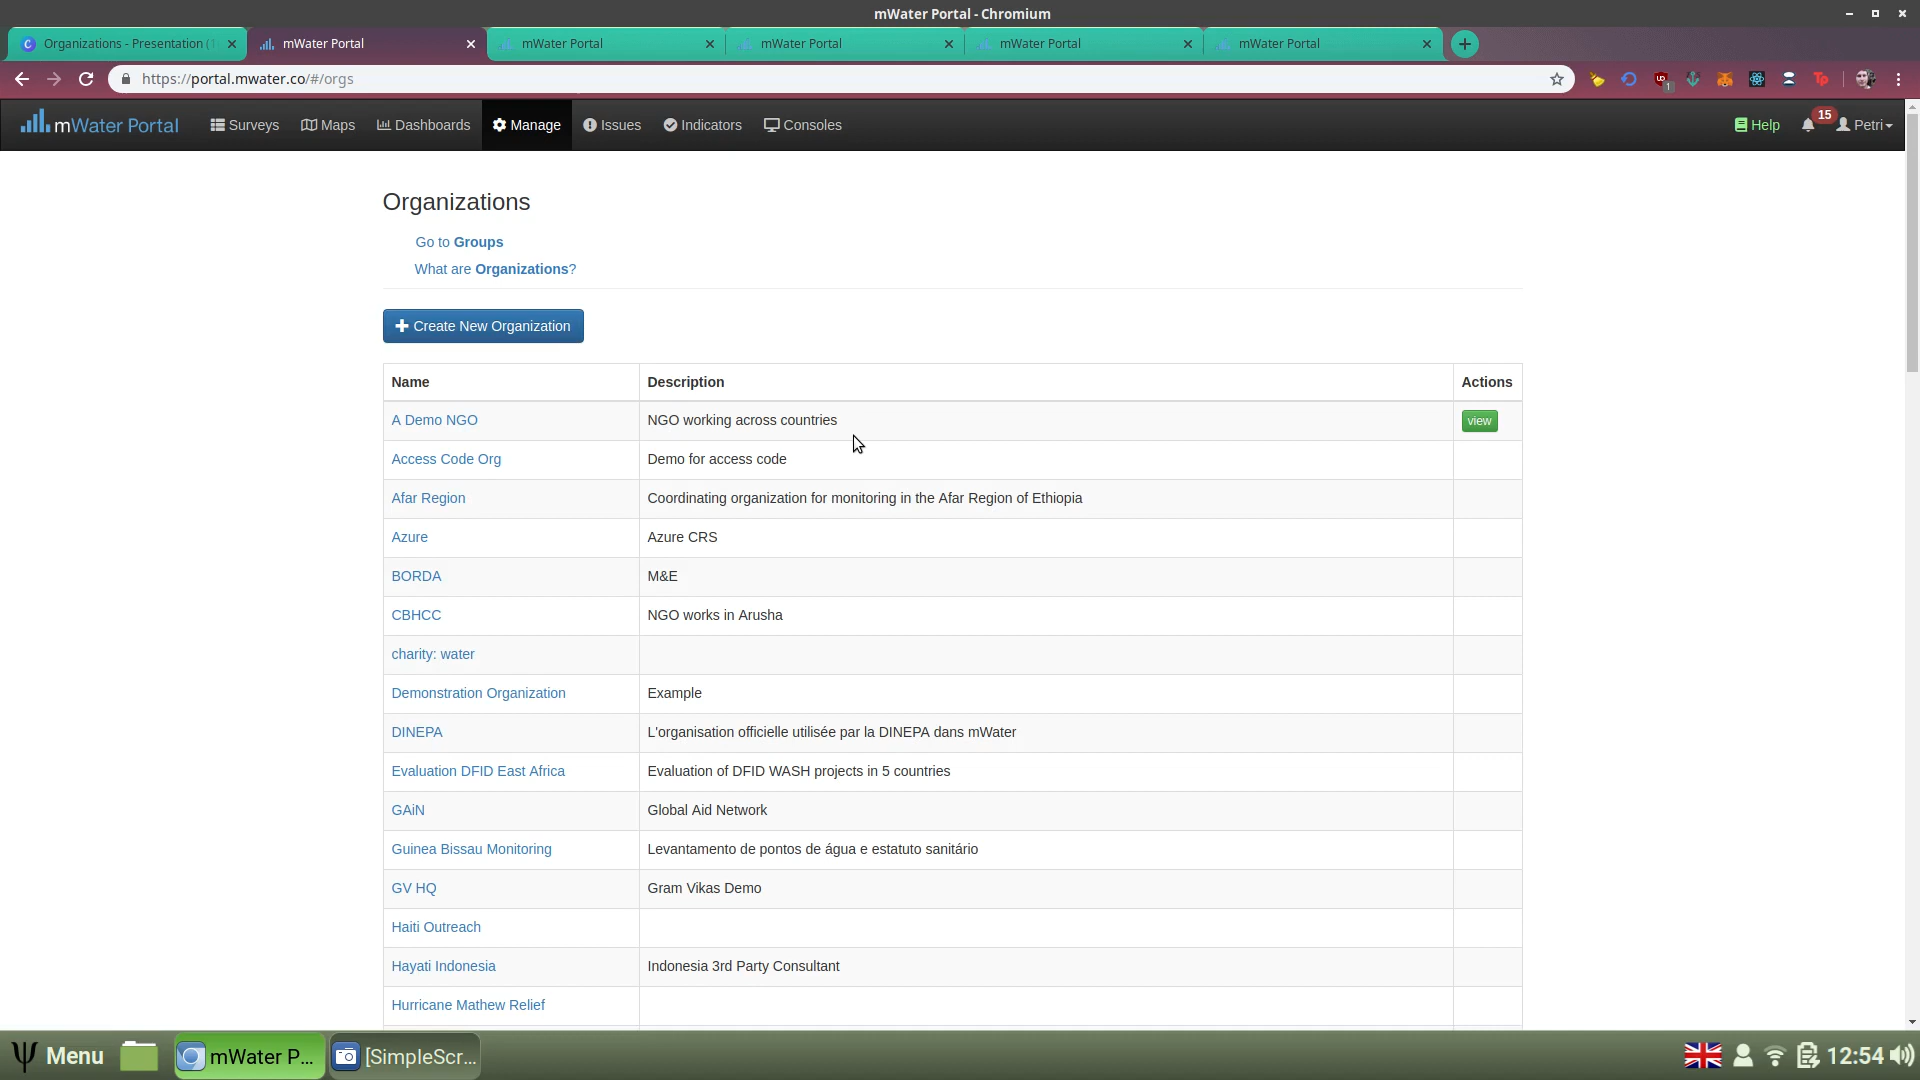 mWater Portal - Chromium
Organizations - Presentation (1
mWater Portal
mWater Portal
mWater Portal
mWater Portal
mWater Portal
https://portal.mwater.co/#/orgs
1
mWater Portal
Surveys
Maps
Dashboards
Manage
Issues
Indicators
Consoles
Help
15
Petri
Organizations
Go to Groups
What are Organizations?
Create New Organization
Name Description Actions
A Demo NGO NGO working across countries view
Access Code Org Demo for access code
Afar Region Coordinating organization for monitoring in the Afar Region of Ethiopia
Azure Azure CRS
BORDA M&E
CBHCC NGO works in Arusha
charity: water
Demonstration Organization Example
DINEPA L'organisation officielle utilisée par la DINEPA dans mWater
Evaluation DFID East Africa Evaluation of DFID WASH projects in 5 countries
GAiN Global Aid Network
Guinea Bissau Monitoring Levantamento de pontos de água e estatuto sanitário
GV HQ Gram Vikas Demo
Haiti Outreach
Hayati Indonesia Indonesia 3rd Party Consultant
Hurricane Mathew Relief
Menu
mWater P...
[SimpleScr...
12:54